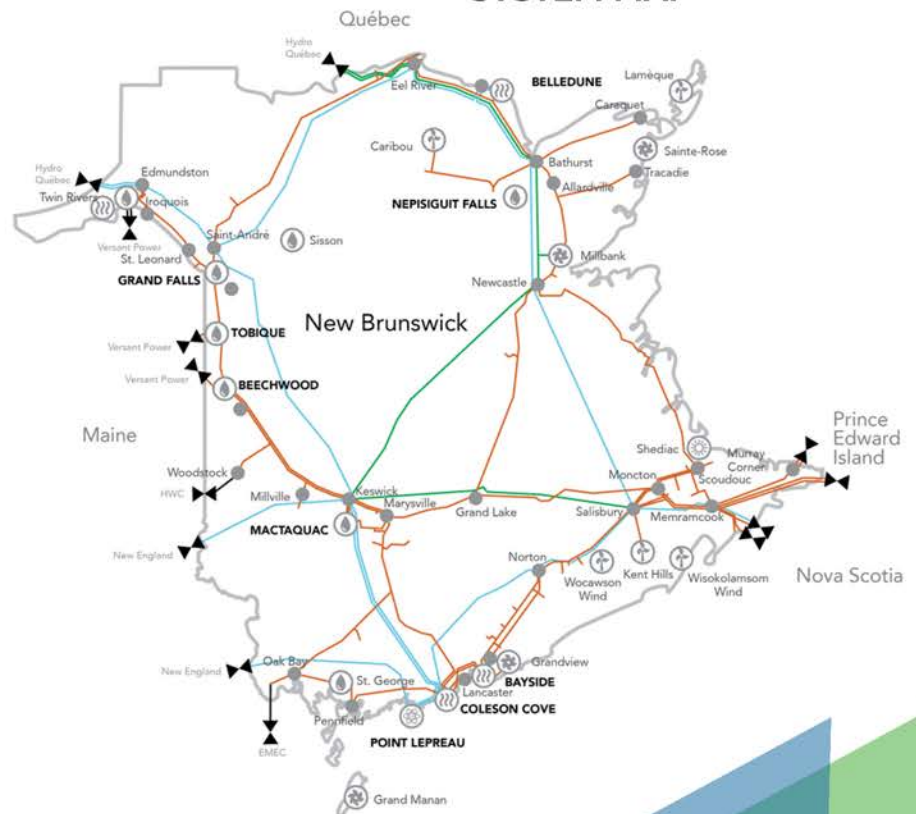 Québec
Hydro
Québec
Eel River
BELLEDUNE
Lamèque
Caraquet
Caribou
Bathurst
Sainte-Rose
Hydro
Québec
Edmundston
Allardville
Tracadie
Twin Rivers
Iroquois
NEPISIGUIT FALLS
Versant Power
Saint-André
Sisson
St. Leonard
Millbank
GRAND FALLS
Newcastle
New Brunswick
TOBIQUE
Versant Power
Versant Power
BEECHWOOD
Maine
Prince
Edward
Island
Shediac
Murray
Corner
Woodstock
Moncton
Scoudouc
HWC
Millville
Keswick
Marysville
Grand Lake
Salisbury
Memramcook
MACTAQUAC
New England
Norton
Wocawson
Wind
Kent Hills
Wisokolamsom
Wind
Nova Scotia
Oak Bay
New England
St. George
Grandview
BAYSIDE
Lancaster
COLESON COVE
Pennfield
POINT LEPREAU
EMEC
Grand Manan